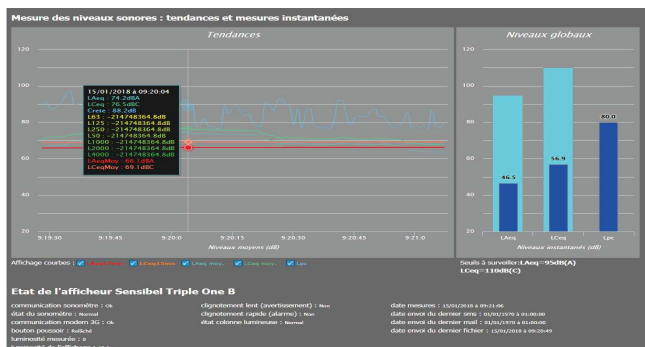 Mesure des niveaux sonores : tendances et mesures instantanées
Tendances
120
100
80
60
40
20
15/01/2018 à 09:20:04
LAeq : 74.2dBA
LCeq : 76.5dBC
Crete : 88.2dB
L63 : -214748364.8dB
L125 : -214748364.8dB
L250 : -214748364.8dB
L50 : -214748364.8dB
L1000 : -214748364.8dB
L2000 : -214748364.8dB
L4000 : -214748364.8dB
LAeqMoy : 66.1dBA
LCeqMoy : 69.1dBC
9:19:30
9:19:45
9:20:0
9:20:15
9:20:30
9:20:45
9:21:0
Niveaux moyens (dB)
Niveaux globaux
120
100
80
60
40
20
46.5
56.9
80.0
LAeq
LCeq
Lpc
Niveaux instantanés (dB)
Affichage courbes :
LAeq moy.
LCeq moy.
Lpc
Seuils à surveiller:LAeq=95dB(A)
LCeq=110dB(C)
Etat de l'afficheur Sensibel Triple One B
communication sonomètre : Ok
état du sonomètre : Normal
communication modem 3G : Ok
bouton poussoir : Relâché
luminosité mesurée : 0
clignotement lent (avertissement) : Non
clignotement rapide (alarme) : Non
état colonne lumineuse : Normal
date mesures : 15/01/2018 à 09:21:06
date envoi du dernier sms : 01/01/1970 à 01:00:00
date envoi du dernier mail : 01/01/1970 à 01:00:00
date envoi du dernier fichier : 15/01/2018 à 09:20:49